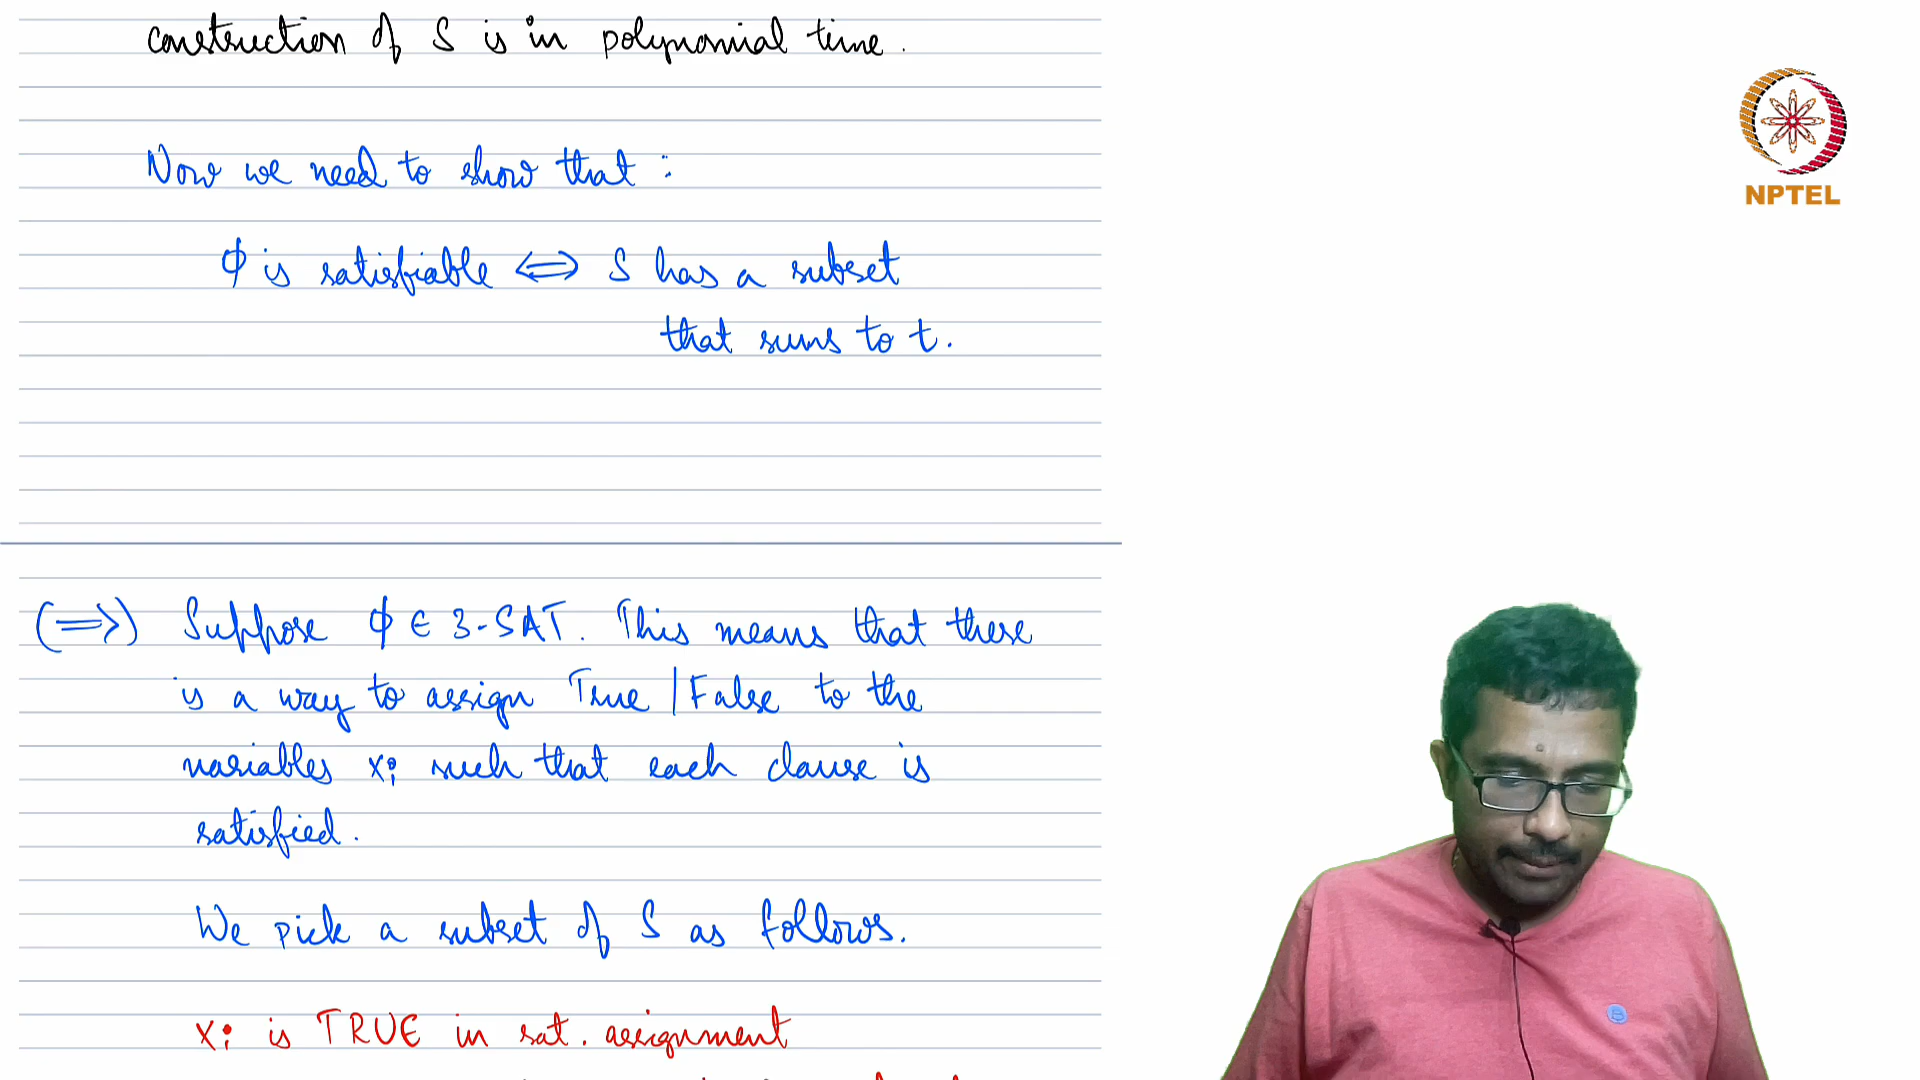 construction of S is in polynomial time.
Now we need to show that :
ϕ is satisfiable ⟺ S has a subset
that sums to t.
(⟹) Suppose ϕ ∈ 3-SAT. This means that there
is a way to assign True / False to the
variables xᵢ such that each clause is
satisfied.
We pick a subset of S as follows.
xᵢ is TRUE in sat. assignment
NPTEL